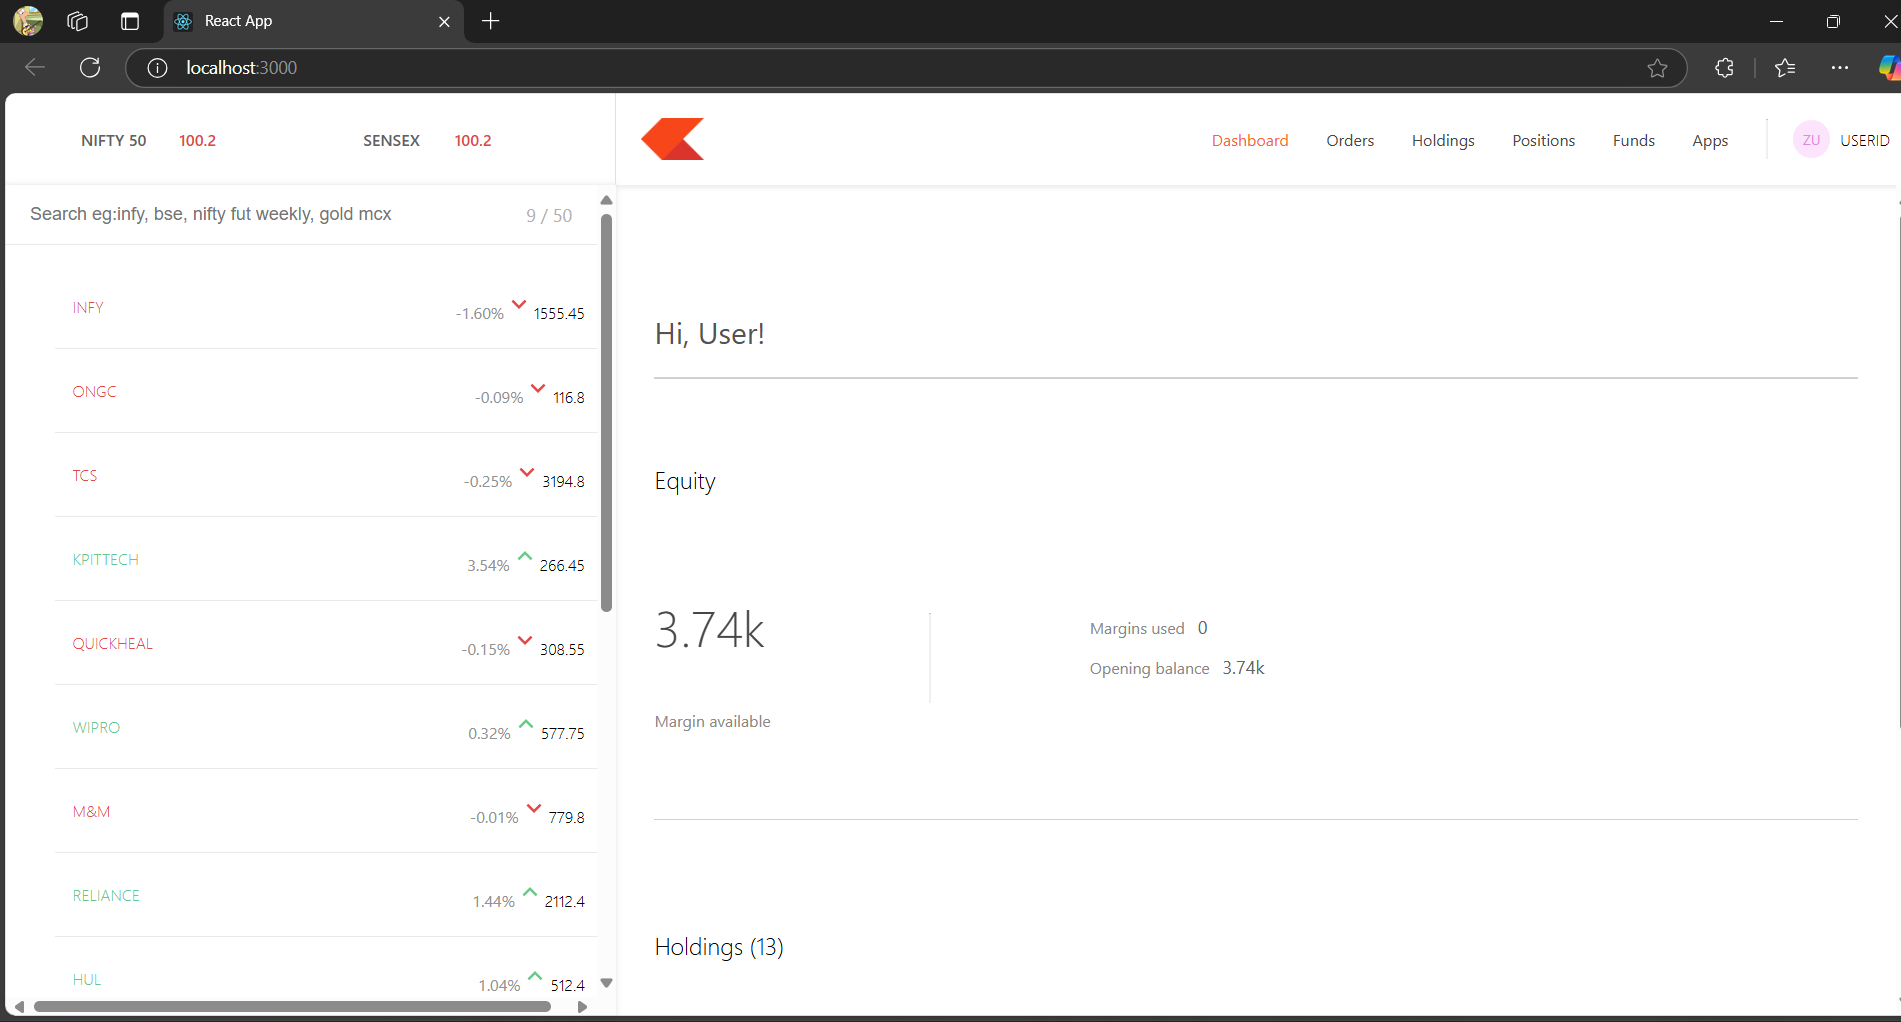 React App
localhost:3000
NIFTY 50 100.2 SENSEX 100.2
Dashboard Orders Holdings Positions Funds Apps ZU USERID
Search eg:infy, bse, nifty fut weekly, gold mcx 9 / 50
INFY -1.60% 1555.45
ONGC -0.09% 116.8
TCS -0.25% 3194.8
KPITTECH 3.54% 266.45
QUICKHEAL -0.15% 308.55
WIPRO 0.32% 577.75
M&M -0.01% 779.8
RELIANCE 1.44% 2112.4
HUL 1.04% 512.4
Hi, User!
Equity
3.74k
Margin available
Margins used 0
Opening balance 3.74k
Holdings (13)